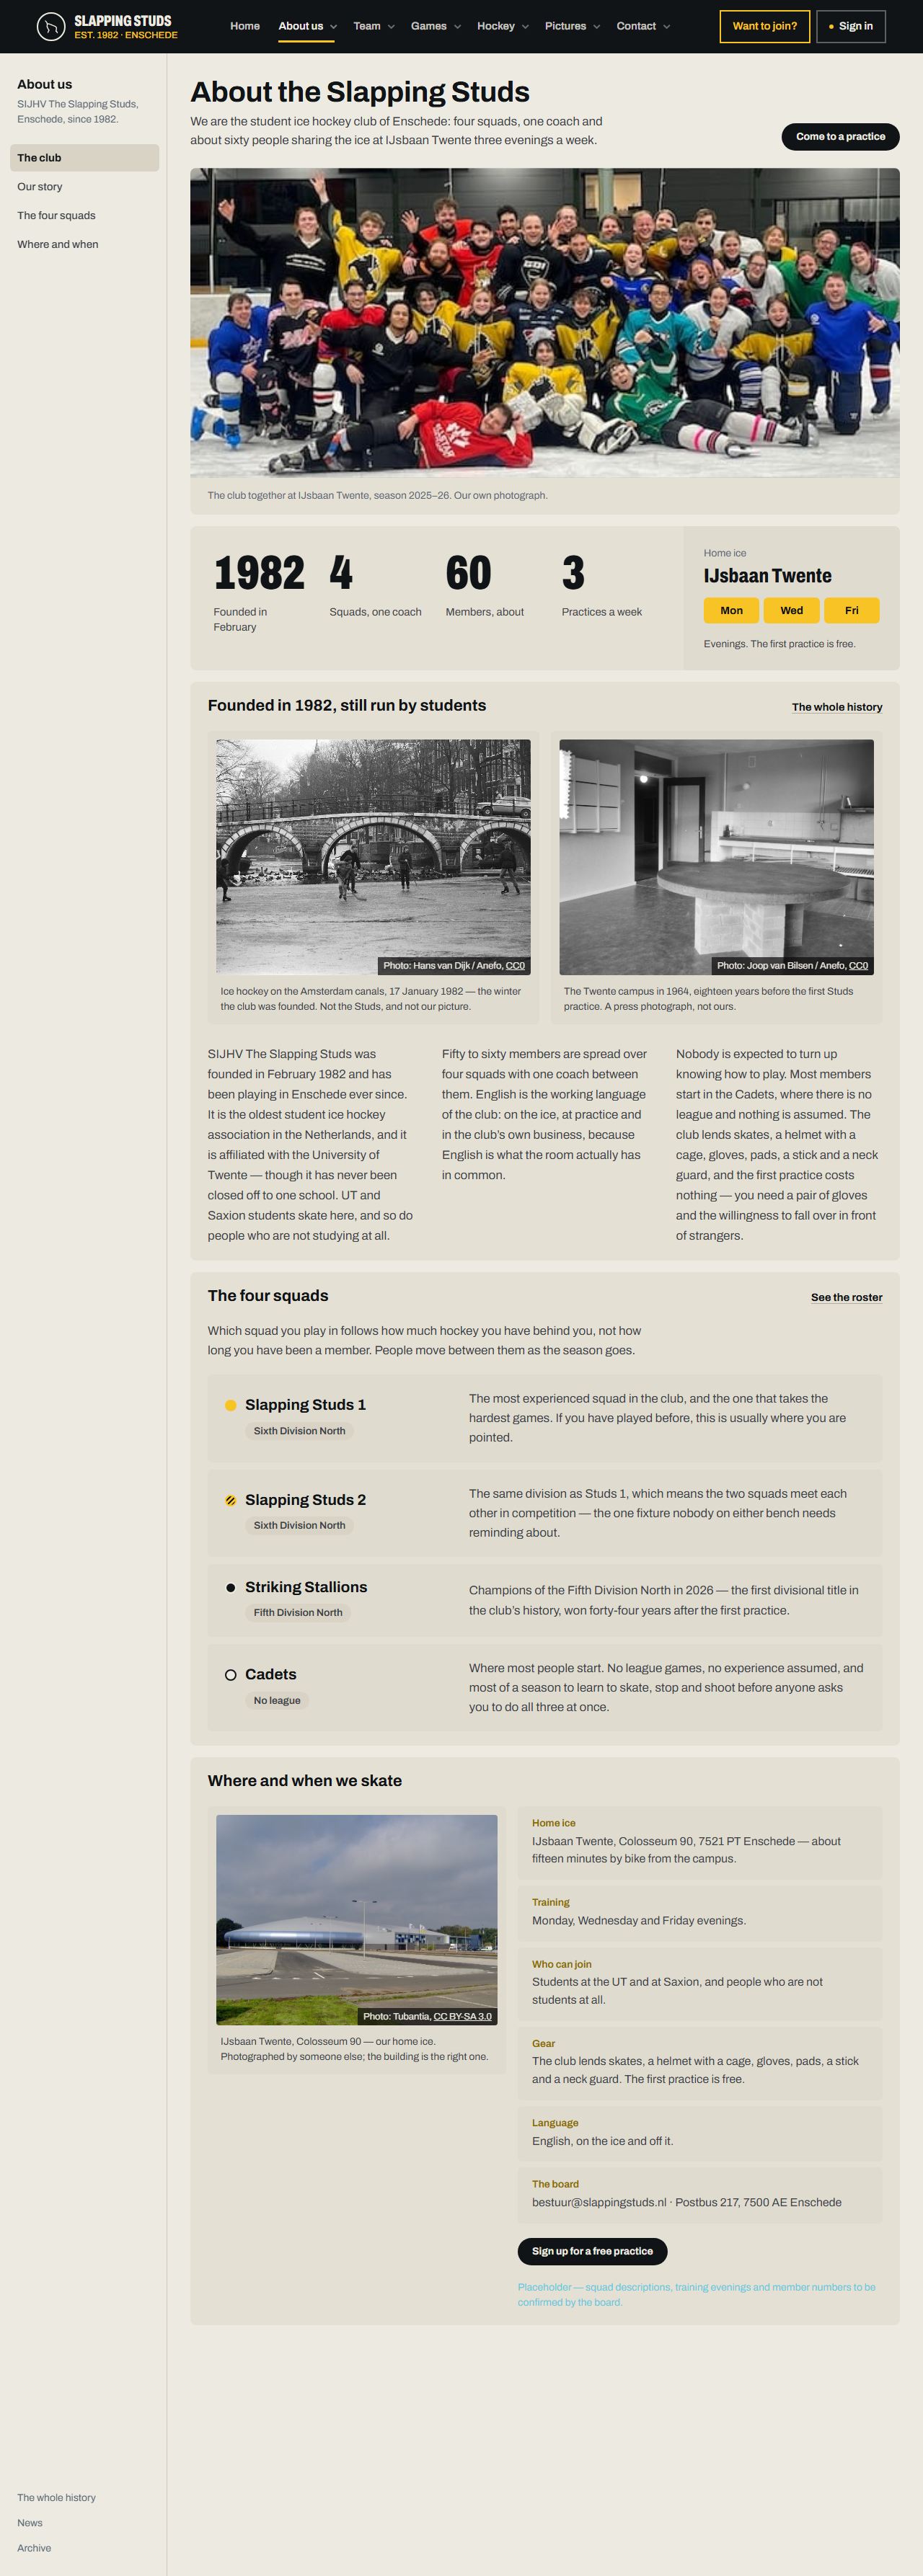 SLAPPING STUDS
EST. 1982 · ENSCHEDE
Home
About us
Team
Games
Hockey
Pictures
Contact
Want to join?
Sign in
About us
SIJHV The Slapping Studs,
Enschede, since 1982.
The club
Our story
The four squads
Where and when
About the Slapping Studs
We are the student ice hockey club of Enschede: four squads, one coach and
about sixty people sharing the ice at IJsbaan Twente three evenings a week.
Come to a practice
The club together at IJsbaan Twente, season 2025–26. Our own photograph.
1982
Founded in
February
4
Squads, one coach
60
Members, about
3
Practices a week
Home ice
IJsbaan Twente
Mon
Wed
Fri
Evenings. The first practice is free.
Founded in 1982, still run by students
The whole history
Photo: Hans van Dijk / Anefo, CC0
Ice hockey on the Amsterdam canals, 17 January 1982 — the winter
the club was founded. Not the Studs, and not our picture.
Photo: Joop van Bilsen / Anefo, CC0
The Twente campus in 1964, eighteen years before the first Studs
practice. A press photograph, not ours.
SIJHV The Slapping Studs was
founded in February 1982 and has
been playing in Enschede ever since.
It is the oldest student ice hockey
association in the Netherlands, and it
is affiliated with the University of
Twente — though it has never been
closed off to one school. UT and
Saxion students skate here, and so do
people who are not studying at all.
Fifty to sixty members are spread over
four squads with one coach between
them. English is the working language
of the club: on the ice, at practice and
in the club's own business, because
English is what the room actually has
in common.
Nobody is expected to turn up
knowing how to play. Most members
start in the Cadets, where there is no
league and nothing is assumed. The
club lends skates, a helmet with a
cage, gloves, pads, a stick and a neck
guard, and the first practice costs
nothing — you need a pair of gloves
and the willingness to fall over in front
of strangers.
The four squads
See the roster
Which squad you play in follows how much hockey you have behind you, not how
long you have been a member. People move between them as the season goes.
Slapping Studs 1
Sixth Division North
The most experienced squad in the club, and the one that takes the
hardest games. If you have played before, this is usually where you are
pointed.
Slapping Studs 2
Sixth Division North
The same division as Studs 1, which means the two squads meet each
other in competition — the one fixture nobody on either bench needs
reminding about.
Striking Stallions
Fifth Division North
Champions of the Fifth Division North in 2026 — the first divisional title in
the club's history, won forty-four years after the first practice.
Cadets
No league
Where most people start. No league games, no experience assumed, and
most of a season to learn to skate, stop and shoot before anyone asks
you to do all three at once.
Where and when we skate
Photo: Tubantia, CC BY-SA 3.0
IJsbaan Twente, Colosseum 90 — our home ice.
Photographed by someone else; the building is the right one.
Home ice
IJsbaan Twente, Colosseum 90, 7521 PT Enschede — about
fifteen minutes by bike from the campus.
Training
Monday, Wednesday and Friday evenings.
Who can join
Students at the UT and at Saxion, and people who are not
students at all.
Gear
The club lends skates, a helmet with a cage, gloves, pads, a stick
and a neck guard. The first practice is free.
Language
English, on the ice and off it.
The board
bestuur@slappingstuds.nl · Postbus 217, 7500 AE Enschede
Sign up for a free practice
Placeholder — squad descriptions, training evenings and member numbers to be
confirmed by the board.
The whole history
News
Archive